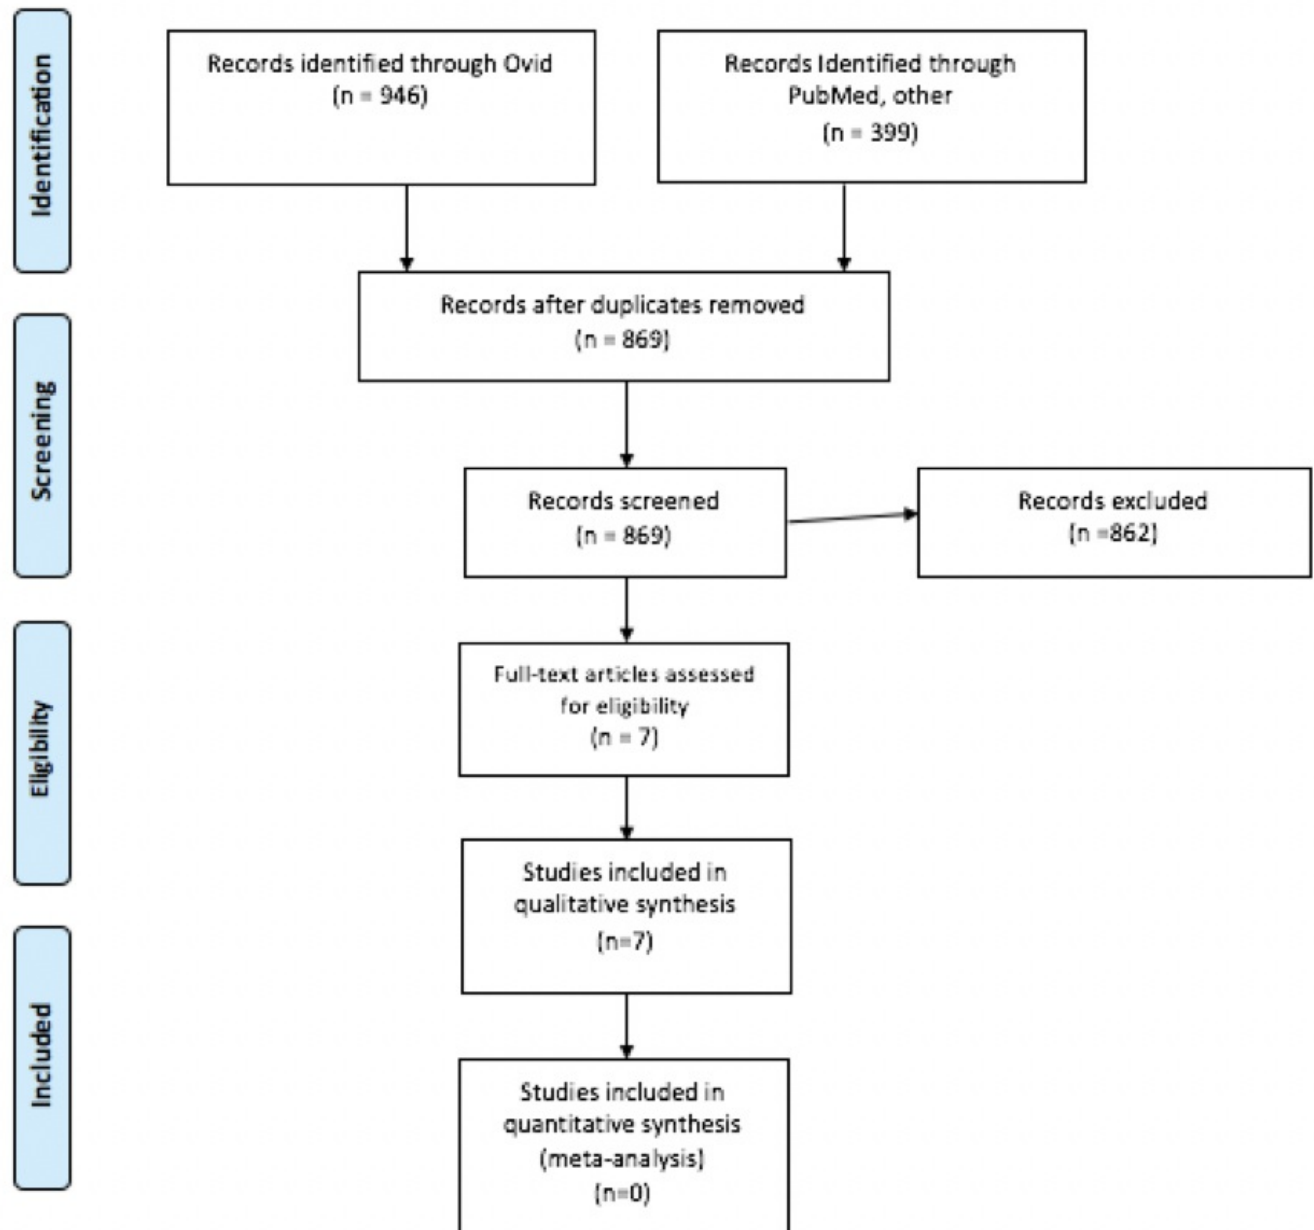 Identification
Records identified through Ovid
(n = 946)
Records Identified through
PubMed, other
(n = 399)
Records after duplicates removed
(n = 869)
Screening
Records screened
(n = 869)
Records excluded
(n =862)
Eligibility
Full-text articles assessed
for eligibility
(n = 7)
Studies included in
qualitative synthesis
(n=7)
Included
Studies included in
quantitative synthesis
(meta-analysis)
(n=0)